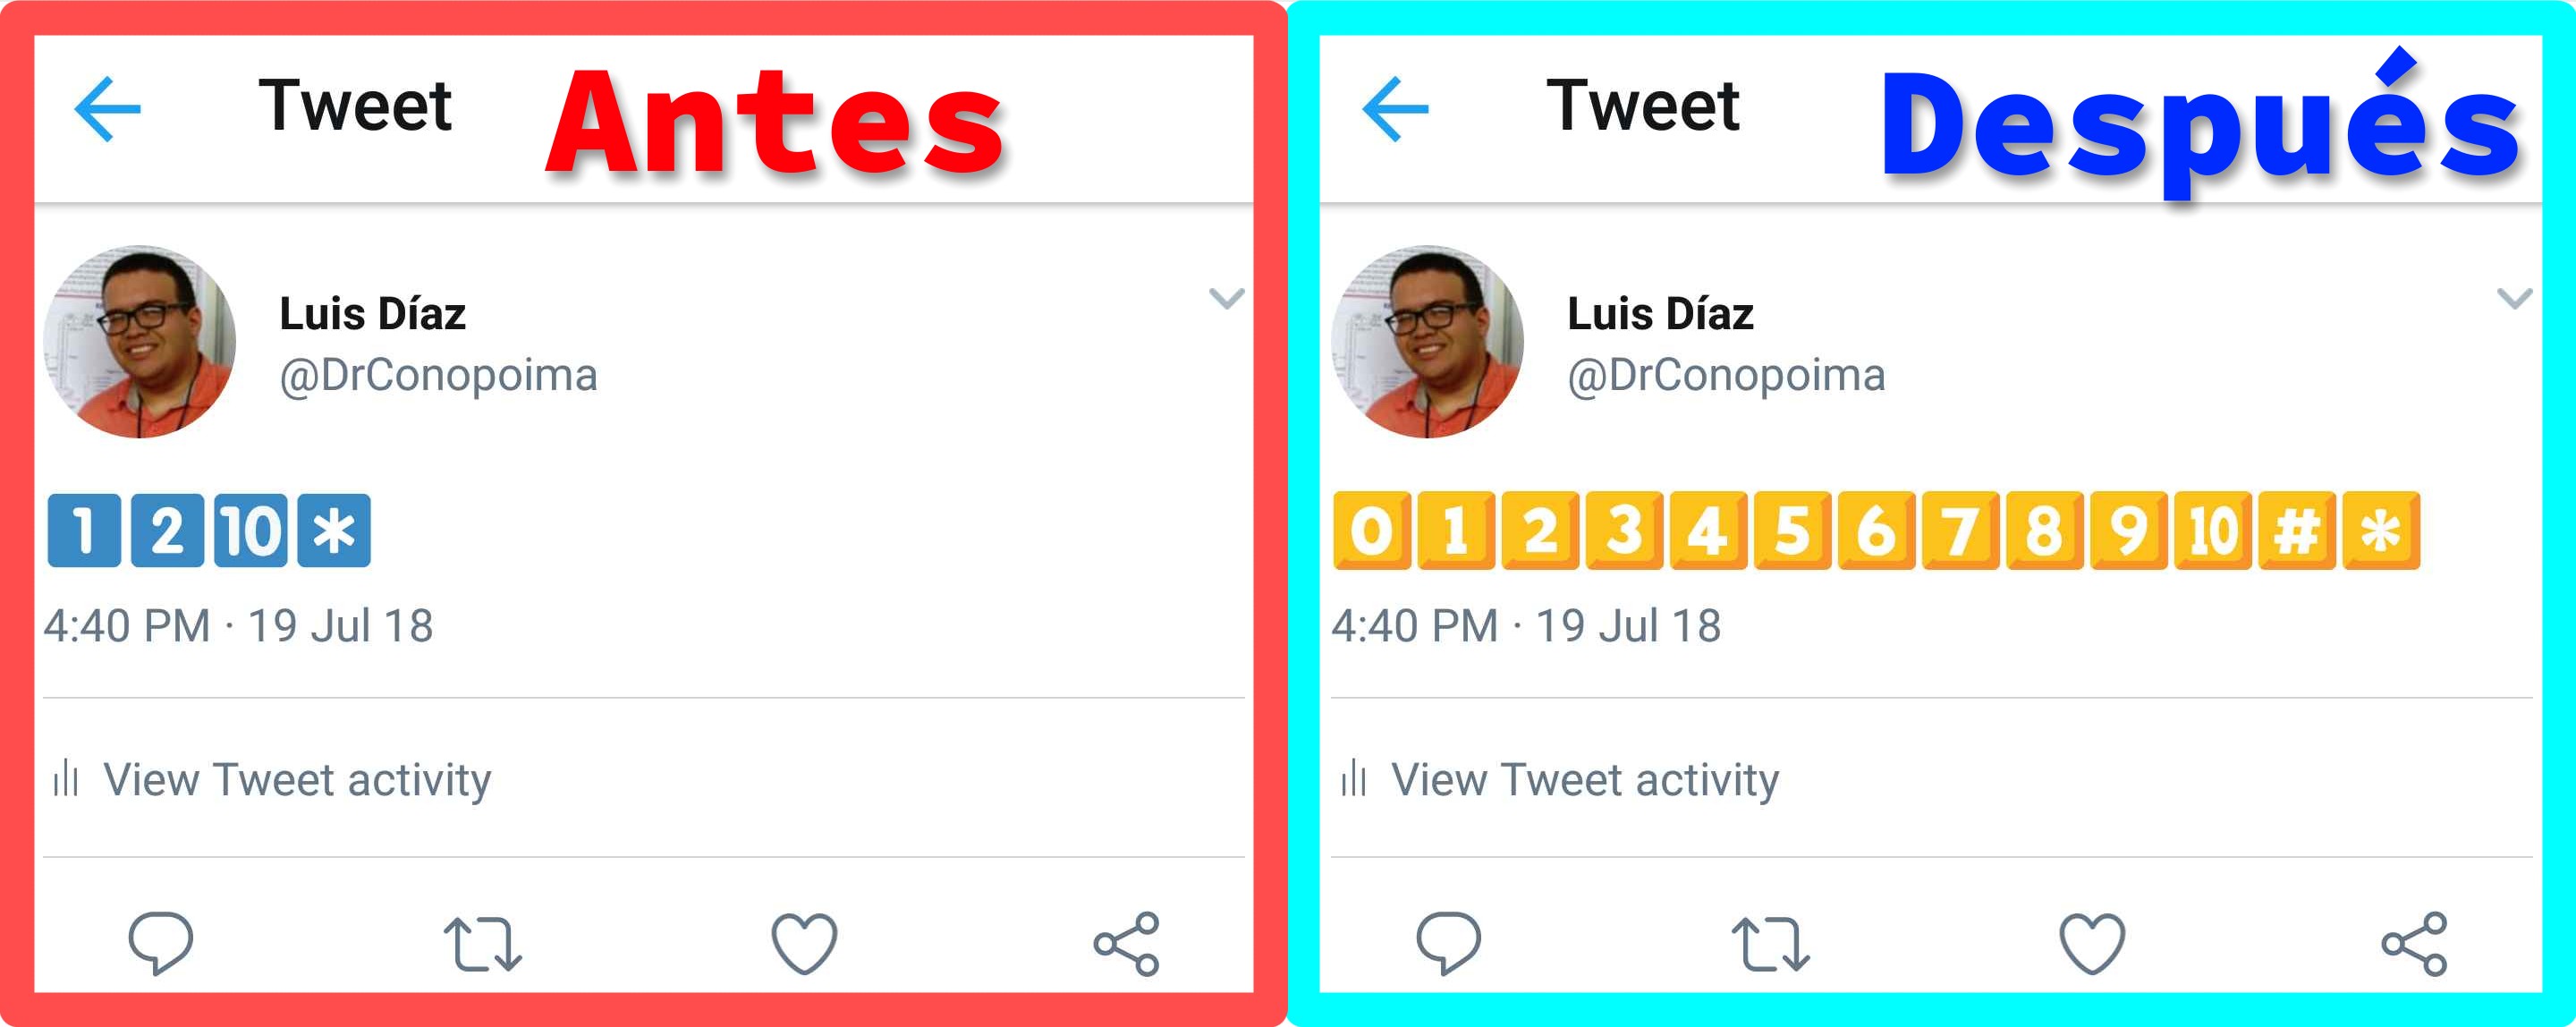 Tweet Antes
Luis Díaz
@DrConopoima
1️⃣2️⃣🔟*️⃣
4:40 PM · 19 Jul 18
View Tweet activity
Tweet Después
Luis Díaz
@DrConopoima
0️⃣1️⃣2️⃣3️⃣4️⃣5️⃣6️⃣7️⃣8️⃣9️⃣🔟#️⃣*️⃣
4:40 PM · 19 Jul 18
View Tweet activity